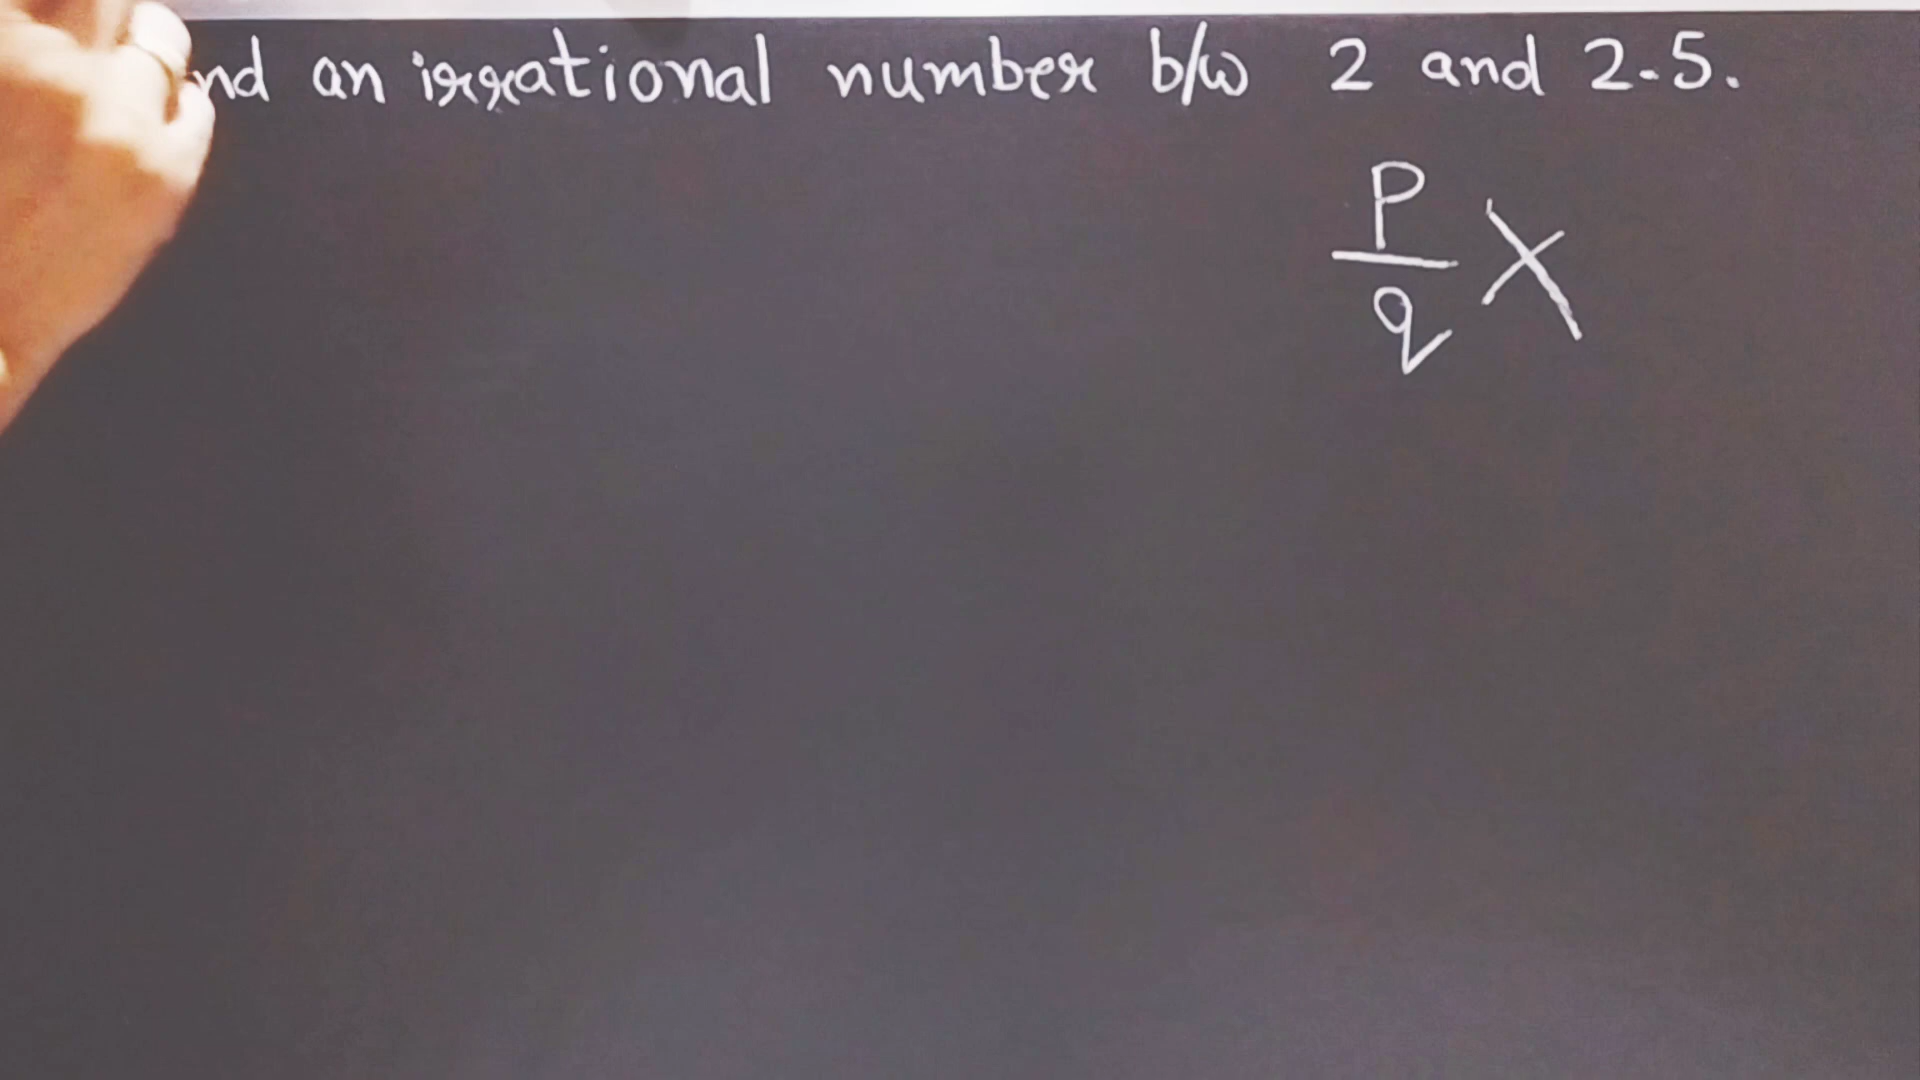 nd an irrational number b/w 2 and 2.5.
P
q X